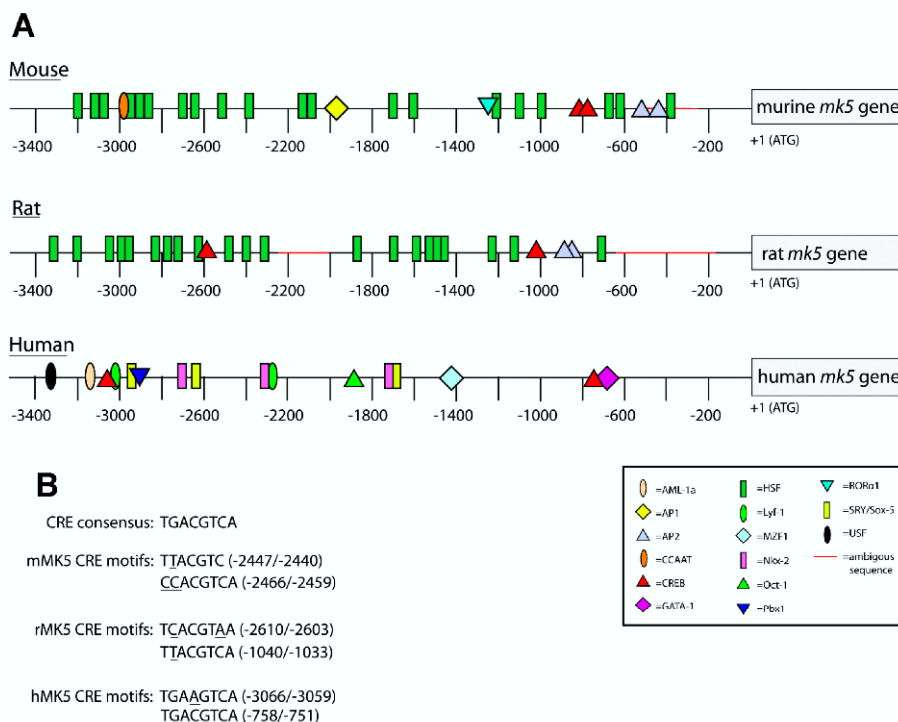 A
Mouse
murine mk5 gene
-3400 -3000 -2600 -2200 -1800 -1400 -1000 -600 -200
+1 (ATG)
Rat
rat mk5 gene
-3400 -3000 -2600 -2200 -1800 -1400 -1000 -600 -200
+1 (ATG)
Human
human mk5 gene
-3400 -3000 -2600 -2200 -1800 -1400 -1000 -600 -200
+1 (ATG)
B
CRE consensus: TGACGTCA
mMK5 CRE motifs: TTACGTC (-2447/-2440)
CCACGTCA (-2466/-2459)
rMK5 CRE motifs: TCACGTAA (-2610/-2603)
TTACGTCA (-1040/-1033)
hMK5 CRE motifs: TGAAGTCA (-3066/-3059)
TGACGTCA (-758/-751)
=AML-1a
=AP1
=AP2
=CCAAT
=CREB
=GATA-1
=HSF
=Lyf-1
=MZF1
=Nkx-2
=Oct-1
=Pbx1
=RORα1
=SRY/Sox-5
=USF
=ambigous
sequence